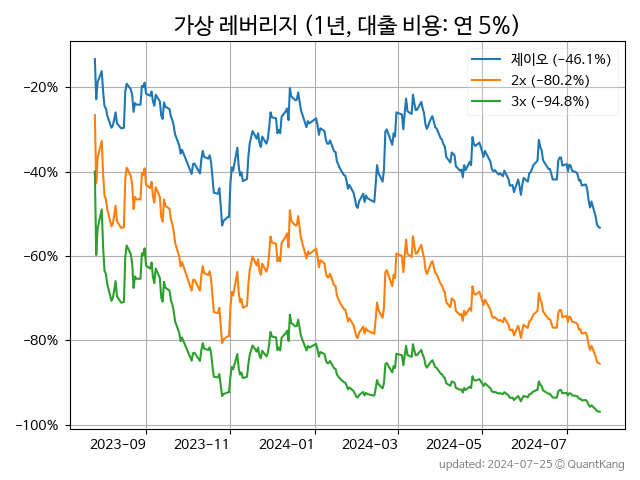 가상 레버리지 (1년, 대출 비용: 연 5%)
제이오 (−46.1%)
2x (−80.2%)
3x (−94.8%)
−20%
−40%
−60%
−80%
−100%
2023-09 2023-11 2024-01 2024-03 2024-05 2024-07
updated: 2024-07-25 © QuantKang